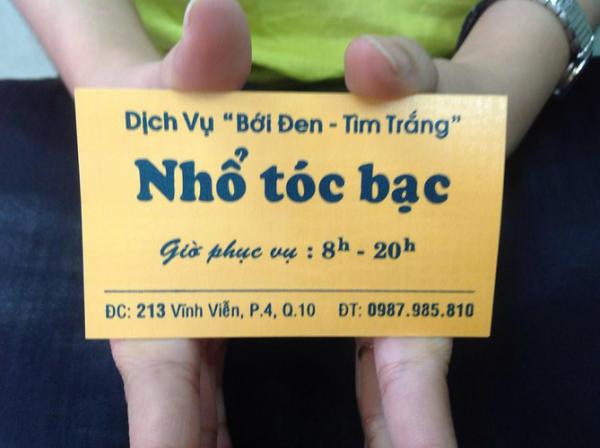 Dịch Vụ "Bới Đen - Tìm Trắng"
Nhổ tóc bạc
Giờ phục vụ : 8h - 20h
ĐC: 213 Vĩnh Viễn, P.4, Q.10 ĐT: 0987.985.810